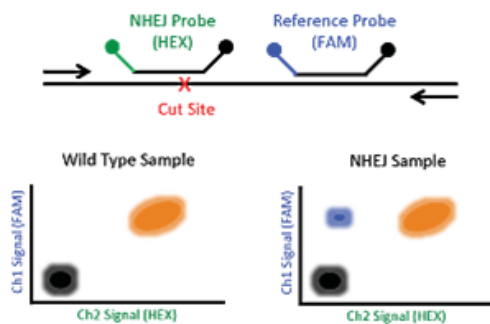 NHEJ Probe
(HEX)
Reference Probe
(FAM)
X
Cut Site
Wild Type Sample
NHEJ Sample
Ch1 Signal (FAM)
Ch2 Signal (HEX)
Ch1 Signal (FAM)
Ch2 Signal (HEX)